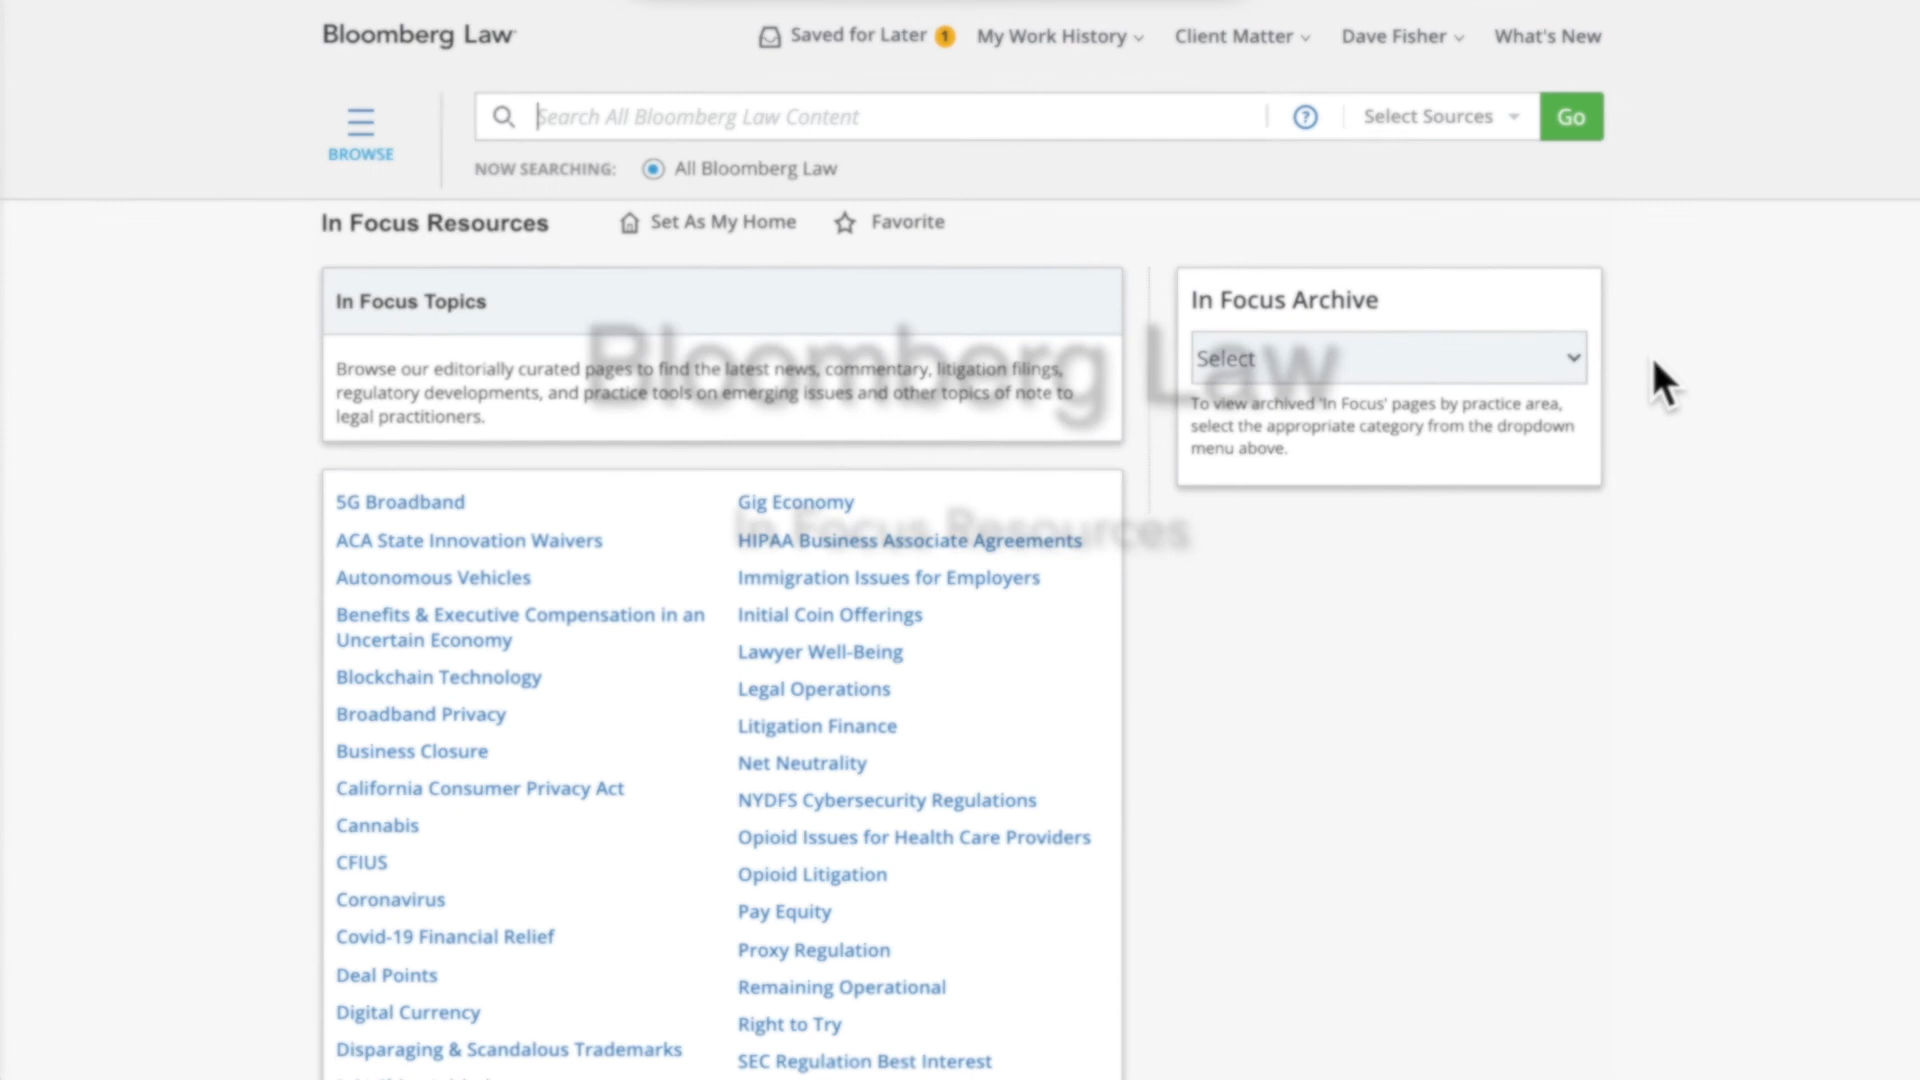 Bloomberg Law
Saved for Later 1 My Work History Client Matter Dave Fisher What's New
BROWSE
Search All Bloomberg Law Content
? Select Sources Go
NOW SEARCHING: All Bloomberg Law
In Focus Resources Set As My Home Favorite
In Focus Topics
Browse our editorially curated pages to find the latest news, commentary, litigation filings,
regulatory developments, and practice tools on emerging issues and other topics of note to
legal practitioners.
In Focus Archive
Select
To view archived 'In Focus' pages by practice area,
select the appropriate category from the dropdown
menu above.
Bloomberg Law
In Focus Resources
5G Broadband
ACA State Innovation Waivers
Autonomous Vehicles
Benefits & Executive Compensation in an
Uncertain Economy
Blockchain Technology
Broadband Privacy
Business Closure
California Consumer Privacy Act
Cannabis
CFIUS
Coronavirus
Covid-19 Financial Relief
Deal Points
Digital Currency
Disparaging & Scandalous Trademarks
Gig Economy
HIPAA Business Associate Agreements
Immigration Issues for Employers
Initial Coin Offerings
Lawyer Well-Being
Legal Operations
Litigation Finance
Net Neutrality
NYDFS Cybersecurity Regulations
Opioid Issues for Health Care Providers
Opioid Litigation
Pay Equity
Proxy Regulation
Remaining Operational
Right to Try
SEC Regulation Best Interest